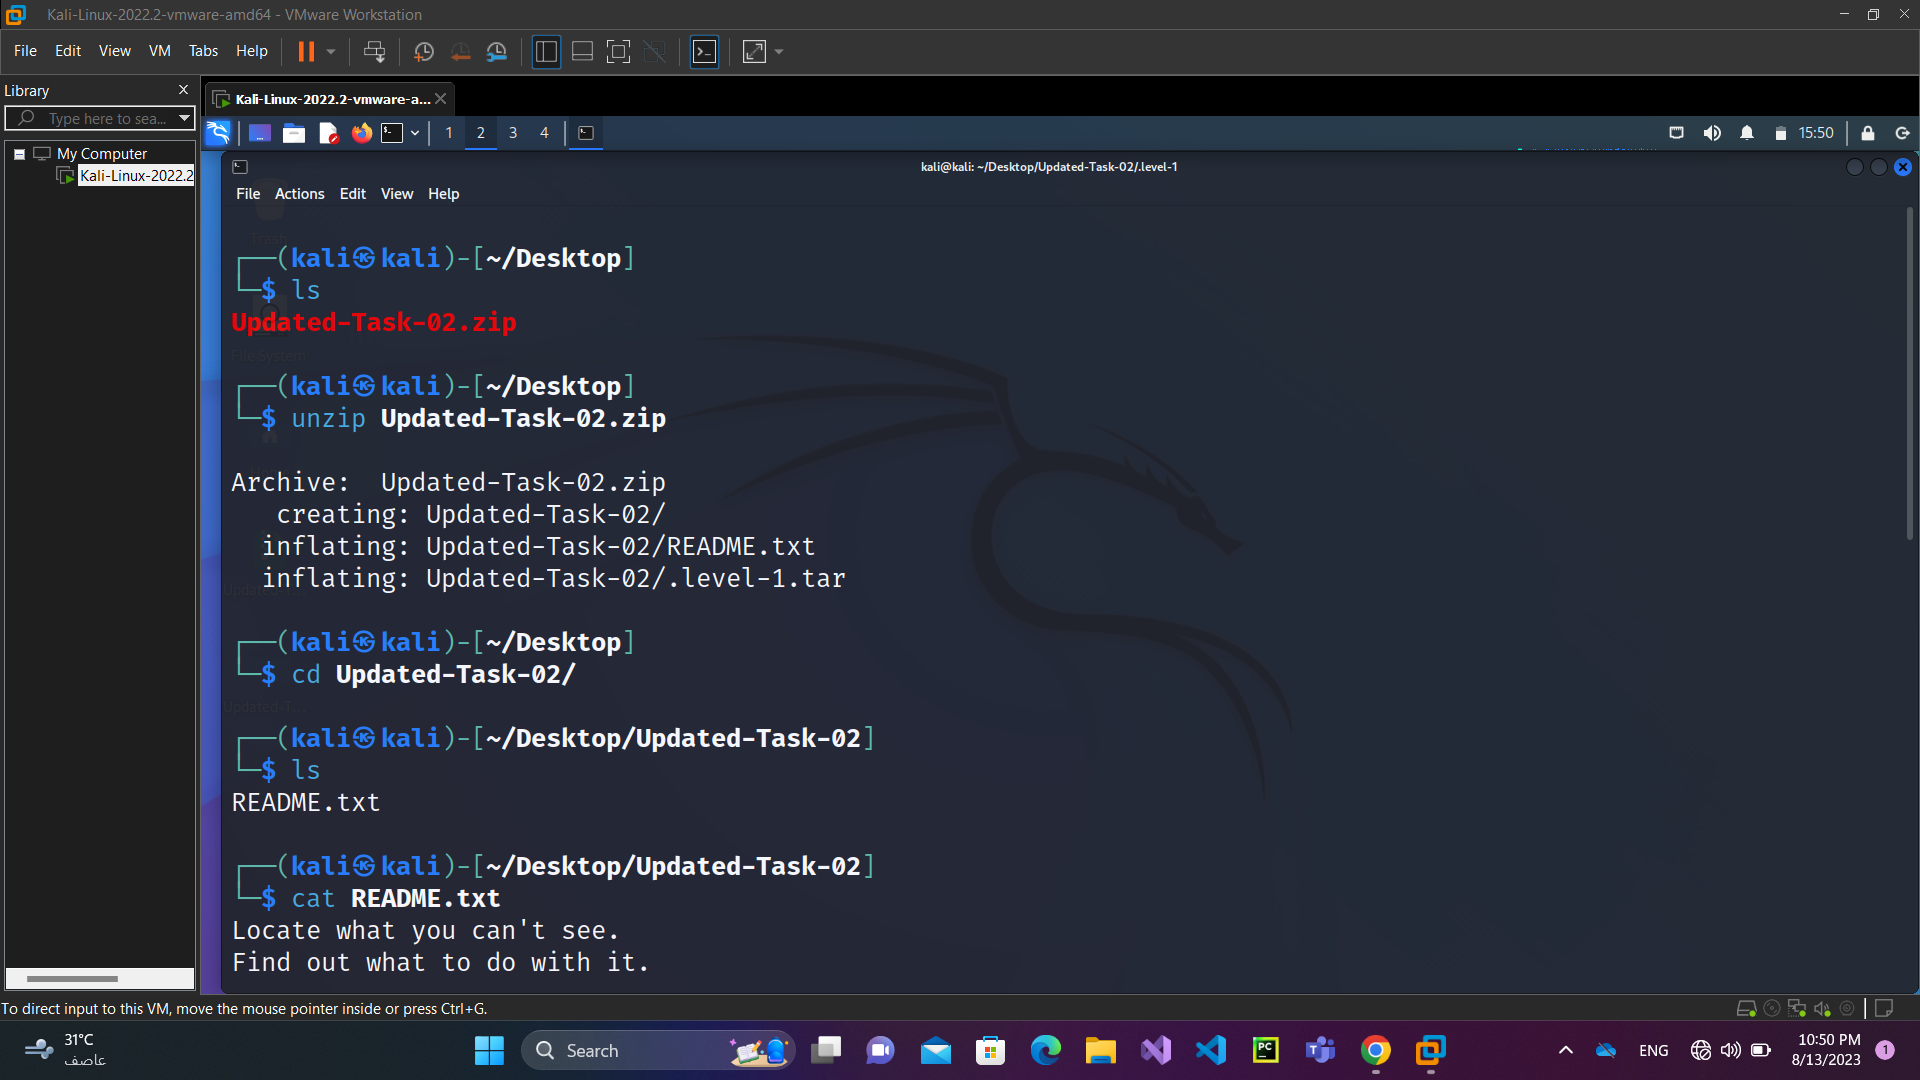 Kali-Linux-2022.2-vmware-amd64 - VMware Workstation
File Edit View VM Tabs Help
Library
Type here to sea...
My Computer
Kali-Linux-2022.2
Kali-Linux-2022.2-vmware-a...
1 2 3 4
15:50
kali@kali: ~/Desktop/Updated-Task-02/.level-1
File Actions Edit View Help
┌──(kali㉿kali)-[~/Desktop]
└─$ ls
Updated-Task-02.zip
┌──(kali㉿kali)-[~/Desktop]
└─$ unzip Updated-Task-02.zip
Archive:  Updated-Task-02.zip
   creating: Updated-Task-02/
  inflating: Updated-Task-02/README.txt
  inflating: Updated-Task-02/.level-1.tar
┌──(kali㉿kali)-[~/Desktop]
└─$ cd Updated-Task-02/
┌──(kali㉿kali)-[~/Desktop/Updated-Task-02]
└─$ ls
README.txt
┌──(kali㉿kali)-[~/Desktop/Updated-Task-02]
└─$ cat README.txt
Locate what you can't see.
Find out what to do with it.
To direct input to this VM, move the mouse pointer inside or press Ctrl+G.
31°C
عاصف
Search
PC
ENG
10:50 PM
8/13/2023
1